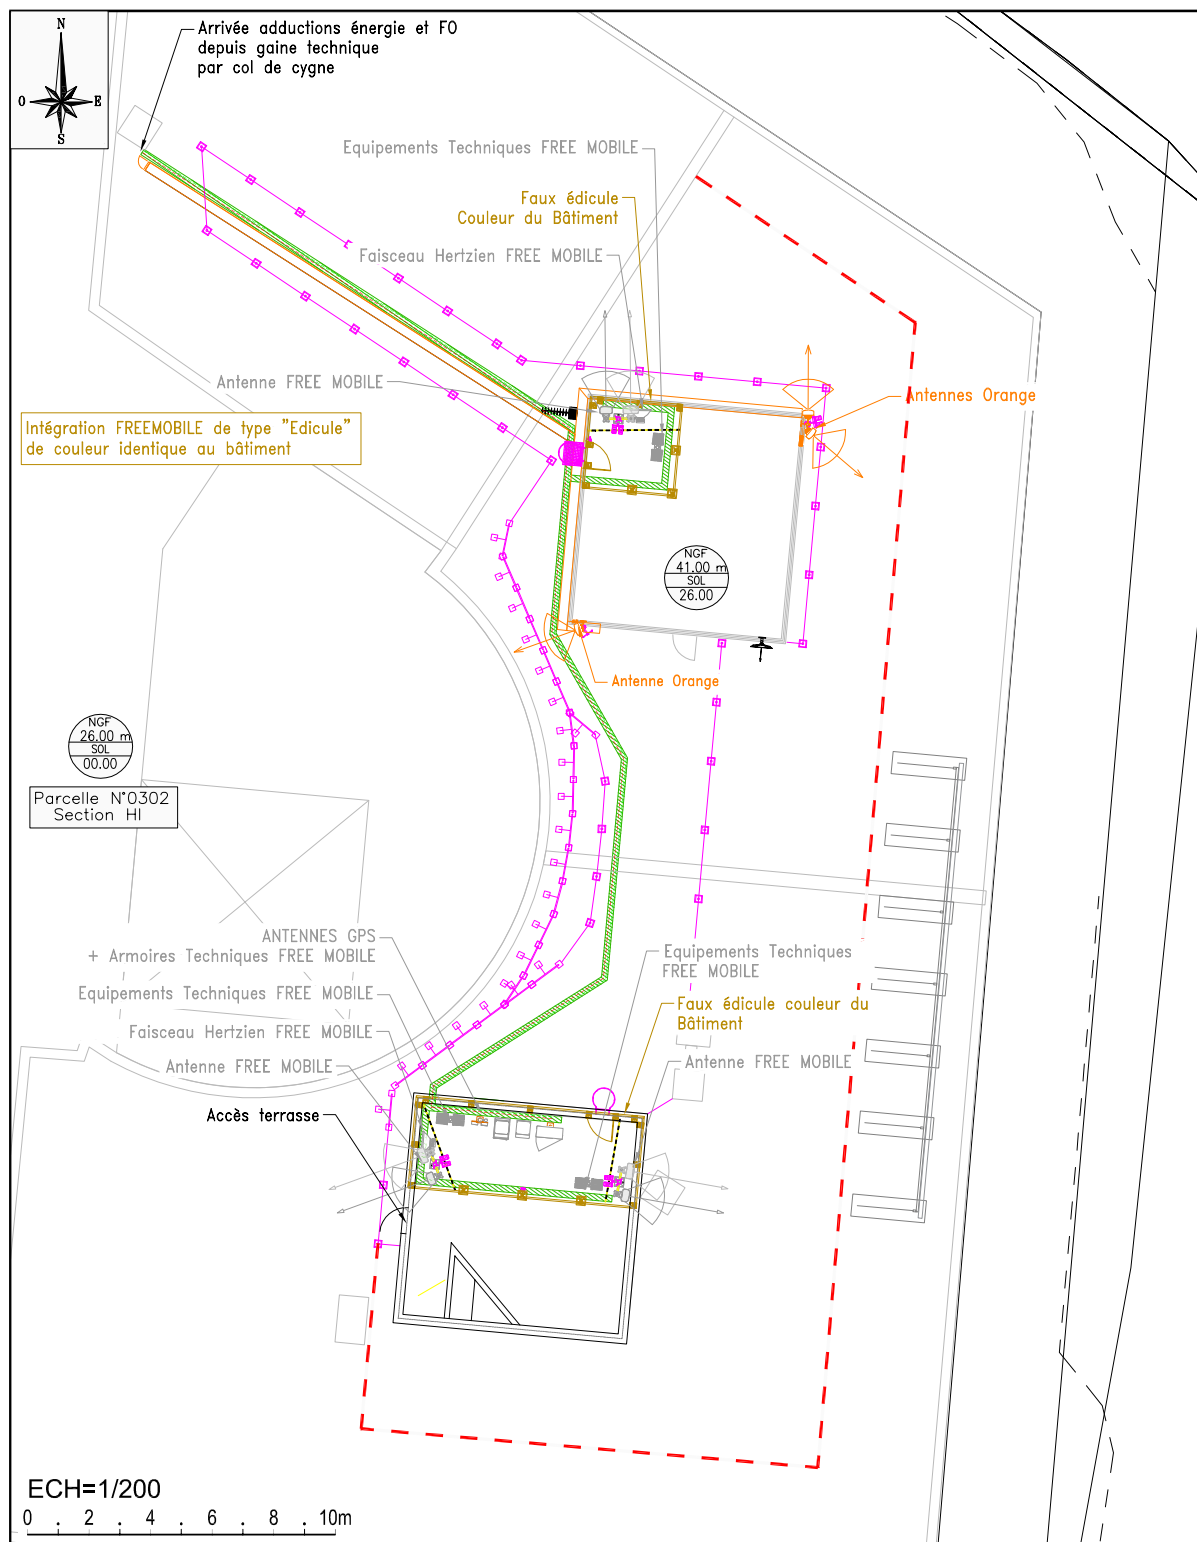 N
O
E
S
Arrivée adductions énergie et FO
depuis gaine technique
par col de cygne
Equipements Techniques FREE MOBILE
Faux édicule
Couleur du Bâtiment
Faisceau Hertzien FREE MOBILE
Antenne FREE MOBILE
Antennes Orange
Intégration FREEMOBILE de type "Edicule"
de couleur identique au bâtiment
NGF
41.00 m
SOL
26.00
Antenne Orange
NGF
26.00 m
SOL
00.00
Parcelle N°0302
Section HI
ANTENNES GPS
+ Armoires Techniques FREE MOBILE
Equipements Techniques FREE MOBILE
Faisceau Hertzien FREE MOBILE
Antenne FREE MOBILE
Accès terrasse
Equipements Techniques
FREE MOBILE
Faux édicule couleur du
Bâtiment
Antenne FREE MOBILE
ECH=1/200
0 . 2 . 4 . 6 . 8 . 10m